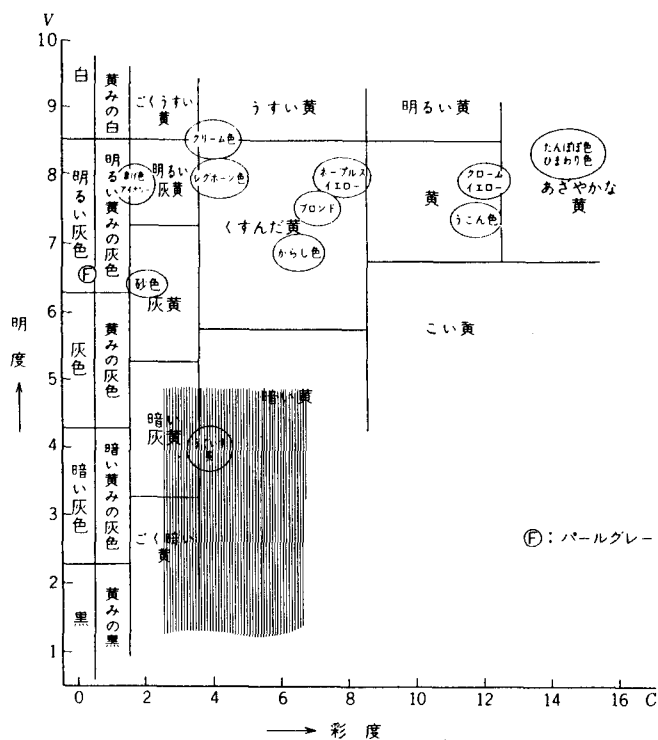 V
10
9
8
7
6
5
4
3
2
1
明度
白
明るい灰色
灰色
暗い灰色
黒
黄みの白
明るい黄みの灰色
黄みの灰色
暗い黄みの灰色
黄みの黒
ごくうすい
黄
うすい黄
明るい黄
クリーム色
アイボリー
明るい
灰黄
レグホーン色
ネープルス
イエロー
ブロンド
くすんだ黄
からし色
黄
クローム
イエロー
うこん色
たんぽぽ色
ひまわり色
あざやかな
黄
Ⓕ
砂色
灰黄
こい黄
暗い黄
暗い
灰黄
ごく暗い
黄
Ⓕ：パールグレー
0 2 4 6 8 10 12 14 16 C
彩度